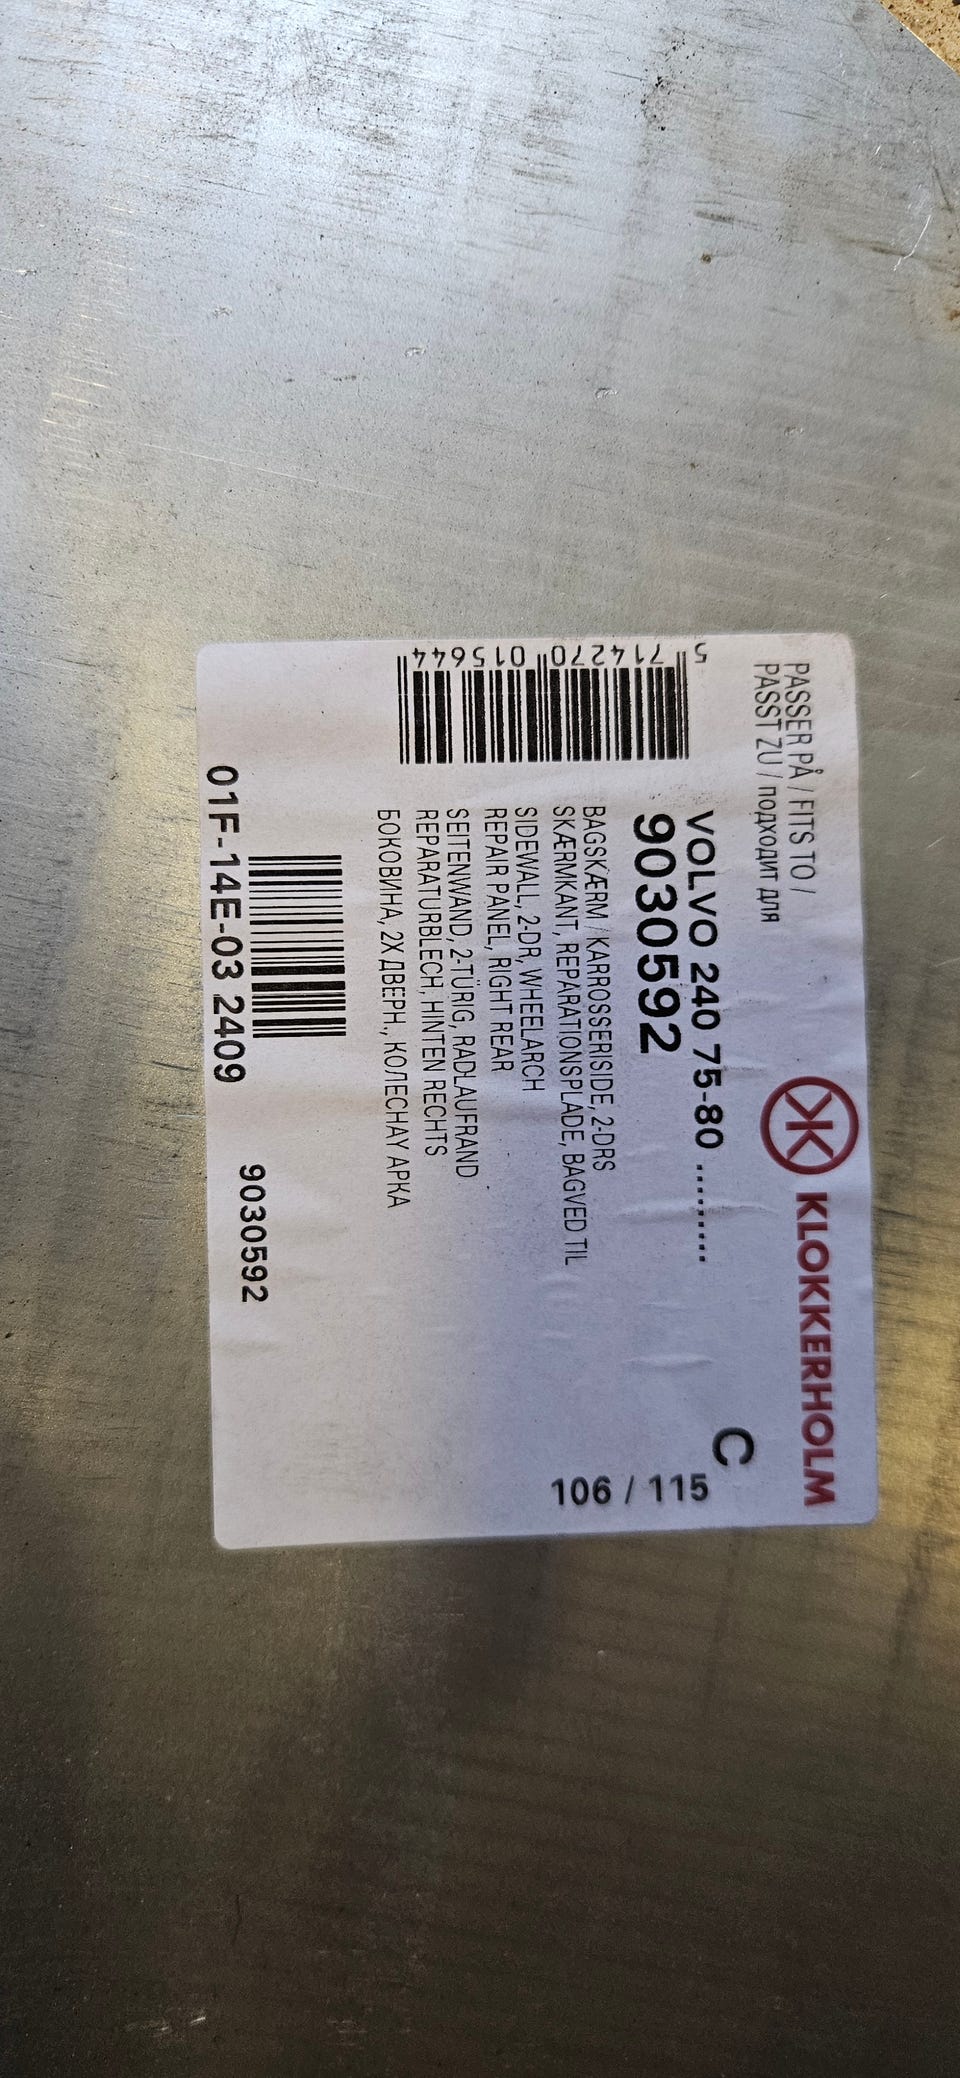 PASSER PÅ / FITS TO /
PASST ZU / подходит для
KLOKKERHOLM
VOLVO 240 75-80 .........
C
9030592
106 / 115
5 714270 015644
BAGSKÆRM / KARROSSERISIDE, 2-DRS
SKÆRMKANT, REPARATIONSPLADE, BAGVED TIL
SIDEWALL, 2-DR, WHEELARCH
REPAIR PANEL, RIGHT REAR
SEITENWAND, 2-TÜRIG, RADLAUFRAND
REPARATURBLECH, HINTEN RECHTS
БОКОВИНА, 2Х ДВЕРН., КОЛЕСНАУ АРКА
01F-14E-03 2409
9030592